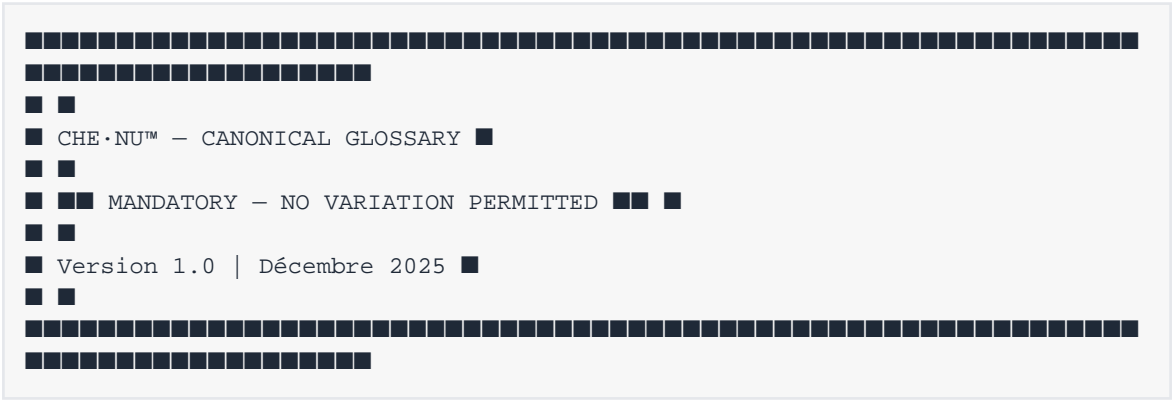 ■■■■■■■■■■■■■■■■■■■■■■■■■■■■■■■■■■■■■■■■■■■■■■■■■■■■■■■■■■■■■
■■■■■■■■■■■■■■■■■■■
■ ■
■ CHE·NU™ — CANONICAL GLOSSARY ■
■ ■
■ ■■ MANDATORY — NO VARIATION PERMITTED ■■ ■
■ ■
■ Version 1.0 | Décembre 2025 ■
■ ■
■■■■■■■■■■■■■■■■■■■■■■■■■■■■■■■■■■■■■■■■■■■■■■■■■■■■■■■■■■■■■
■■■■■■■■■■■■■■■■■■■